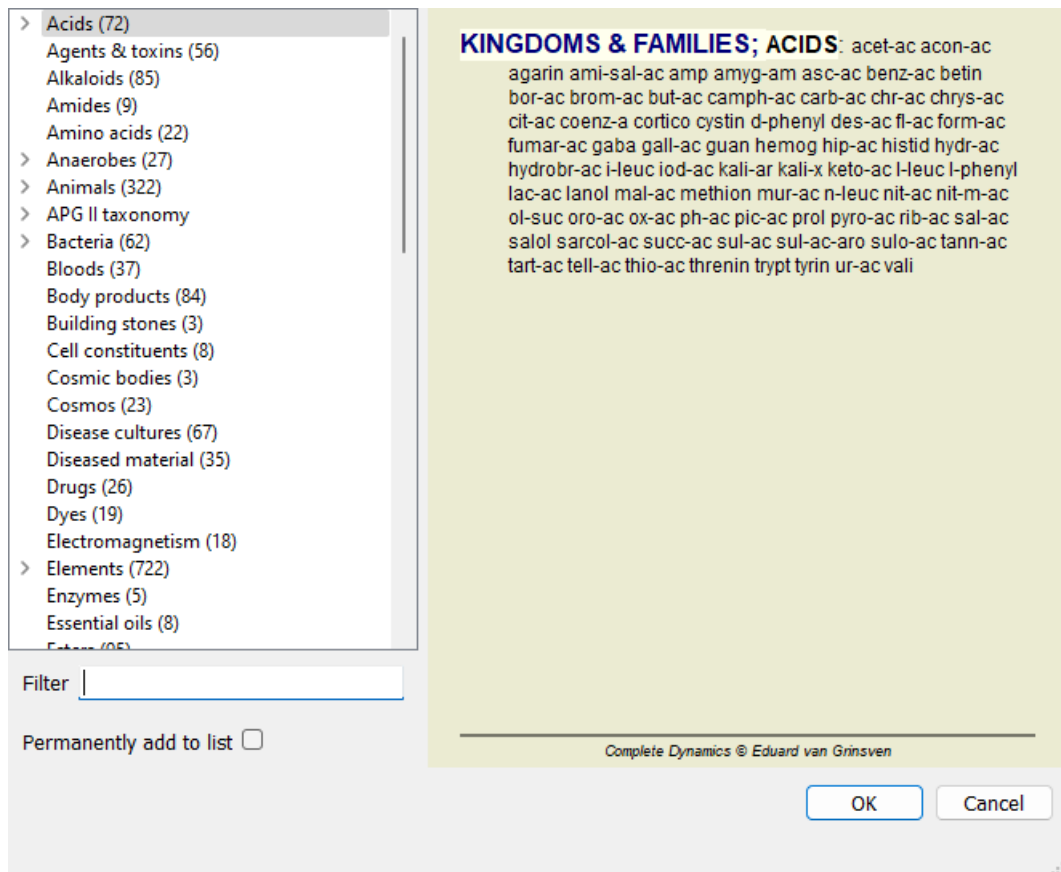 Acids (72)
Agents & toxins (56)
Alkaloids (85)
Amides (9)
Amino acids (22)
Anaerobes (27)
Animals (322)
APG II taxonomy
Bacteria (62)
Bloods (37)
Body products (84)
Building stones (3)
Cell constituents (8)
Cosmic bodies (3)
Cosmos (23)
Disease cultures (67)
Diseased material (35)
Drugs (26)
Dyes (19)
Electromagnetism (18)
Elements (722)
Enzymes (5)
Essential oils (8)
Filter
Permanently add to list
KINGDOMS & FAMILIES; ACIDS: acet-ac acon-ac
agarin ami-sal-ac amp amyg-am asc-ac benz-ac betin
bor-ac brom-ac but-ac camph-ac carb-ac chr-ac chrys-ac
cit-ac coenz-a cortico cystin d-phenyl des-ac fl-ac form-ac
fumar-ac gaba gall-ac guan hemog hip-ac histid hydr-ac
hydrobr-ac i-leuc iod-ac kali-ar kali-x keto-ac l-leuc l-phenyl
lac-ac lanol mal-ac methion mur-ac n-leuc nit-ac nit-m-ac
ol-suc oro-ac ox-ac ph-ac pic-ac prol pyro-ac rib-ac sal-ac
salol sarcol-ac succ-ac sul-ac sul-ac-aro sulo-ac tann-ac
tart-ac tell-ac thio-ac threnin trypt tyrin ur-ac vali
Complete Dynamics © Eduard van Grinsven
OK
Cancel